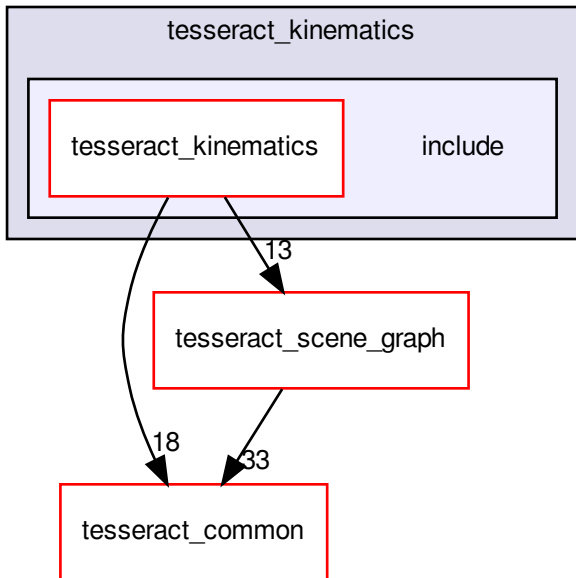 tesseract_kinematics
tesseract_kinematics
include
13
tesseract_scene_graph
18
33
tesseract_common